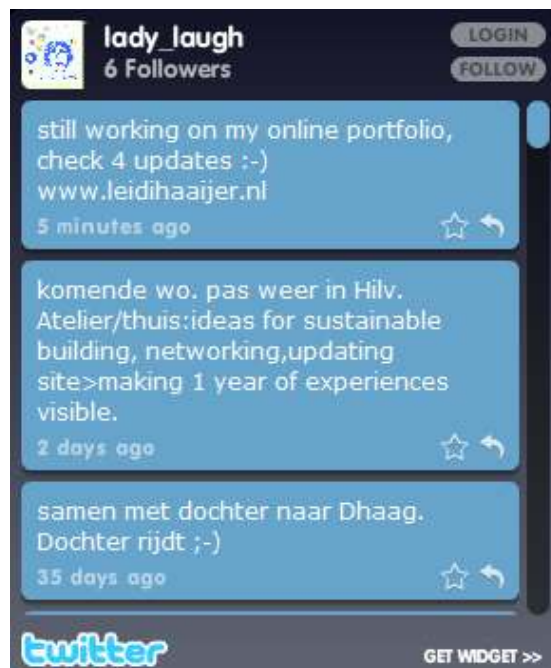 lady_laugh
6 Followers
LOGIN
FOLLOW
still working on my online portfolio,
check 4 updates :-)
www.leidihaaijer.nl
5 minutes ago
komende wo. pas weer in Hilv.
Atelier/thuis:ideas for sustainable
building, networking,updating
site>making 1 year of experiences
visible.
2 days ago
samen met dochter naar Dhaag.
Dochter rijdt ;-)
35 days ago
twitter
GET WIDGET >>